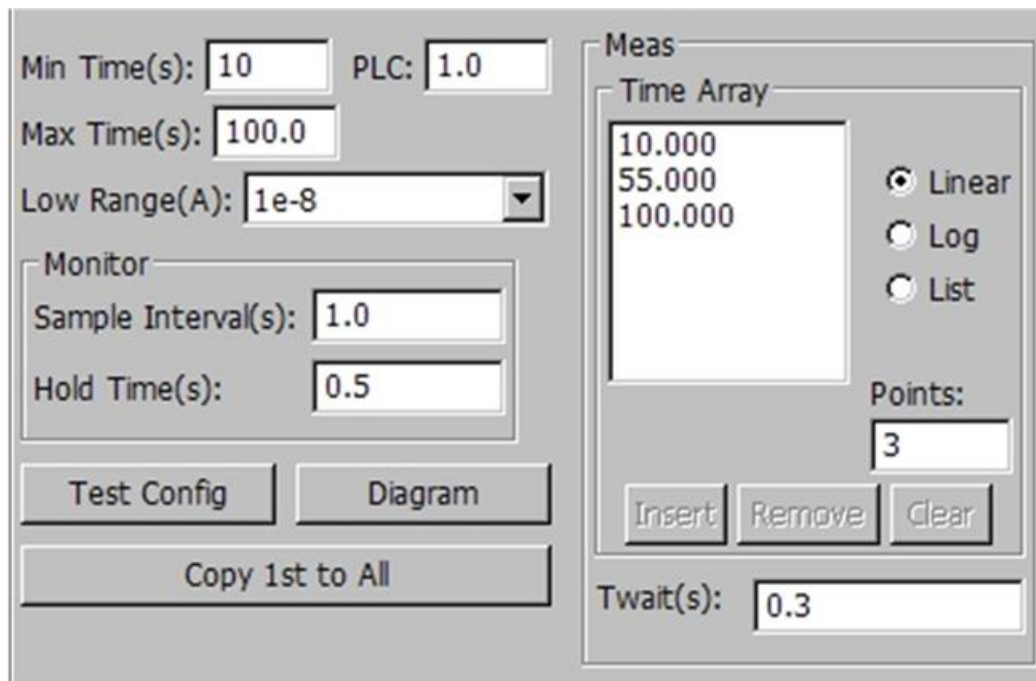 Min Time(s): 10 PLC: 1.0
Max Time(s): 100.0
Low Range(A): 1e-8
Monitor
Sample Interval(s): 1.0
Hold Time(s): 0.5
Test Config Diagram
Copy 1st to All
Meas
Time Array
10.000
55.000
100.000
Linear
Log
List
Points:
3
Insert Remove Clear
Twait(s): 0.3